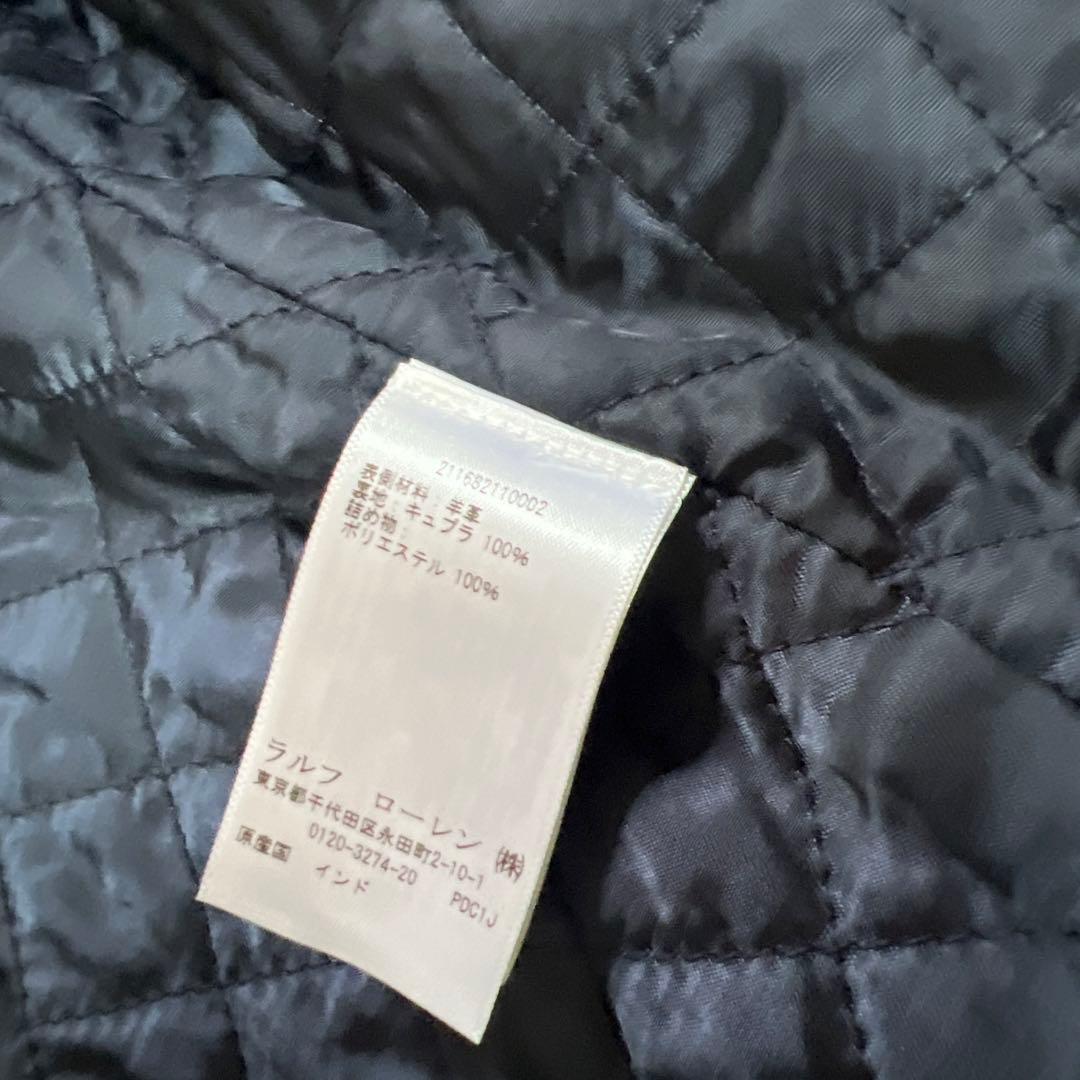 211682110002
表側材料：羊革
裏地：キュプラ 100%
詰め物：
ポリエステル 100%
ラルフ ローレン ㈱
東京都千代田区永田町2-10-1
0120-3274-20 PDC1J
原産国 インド